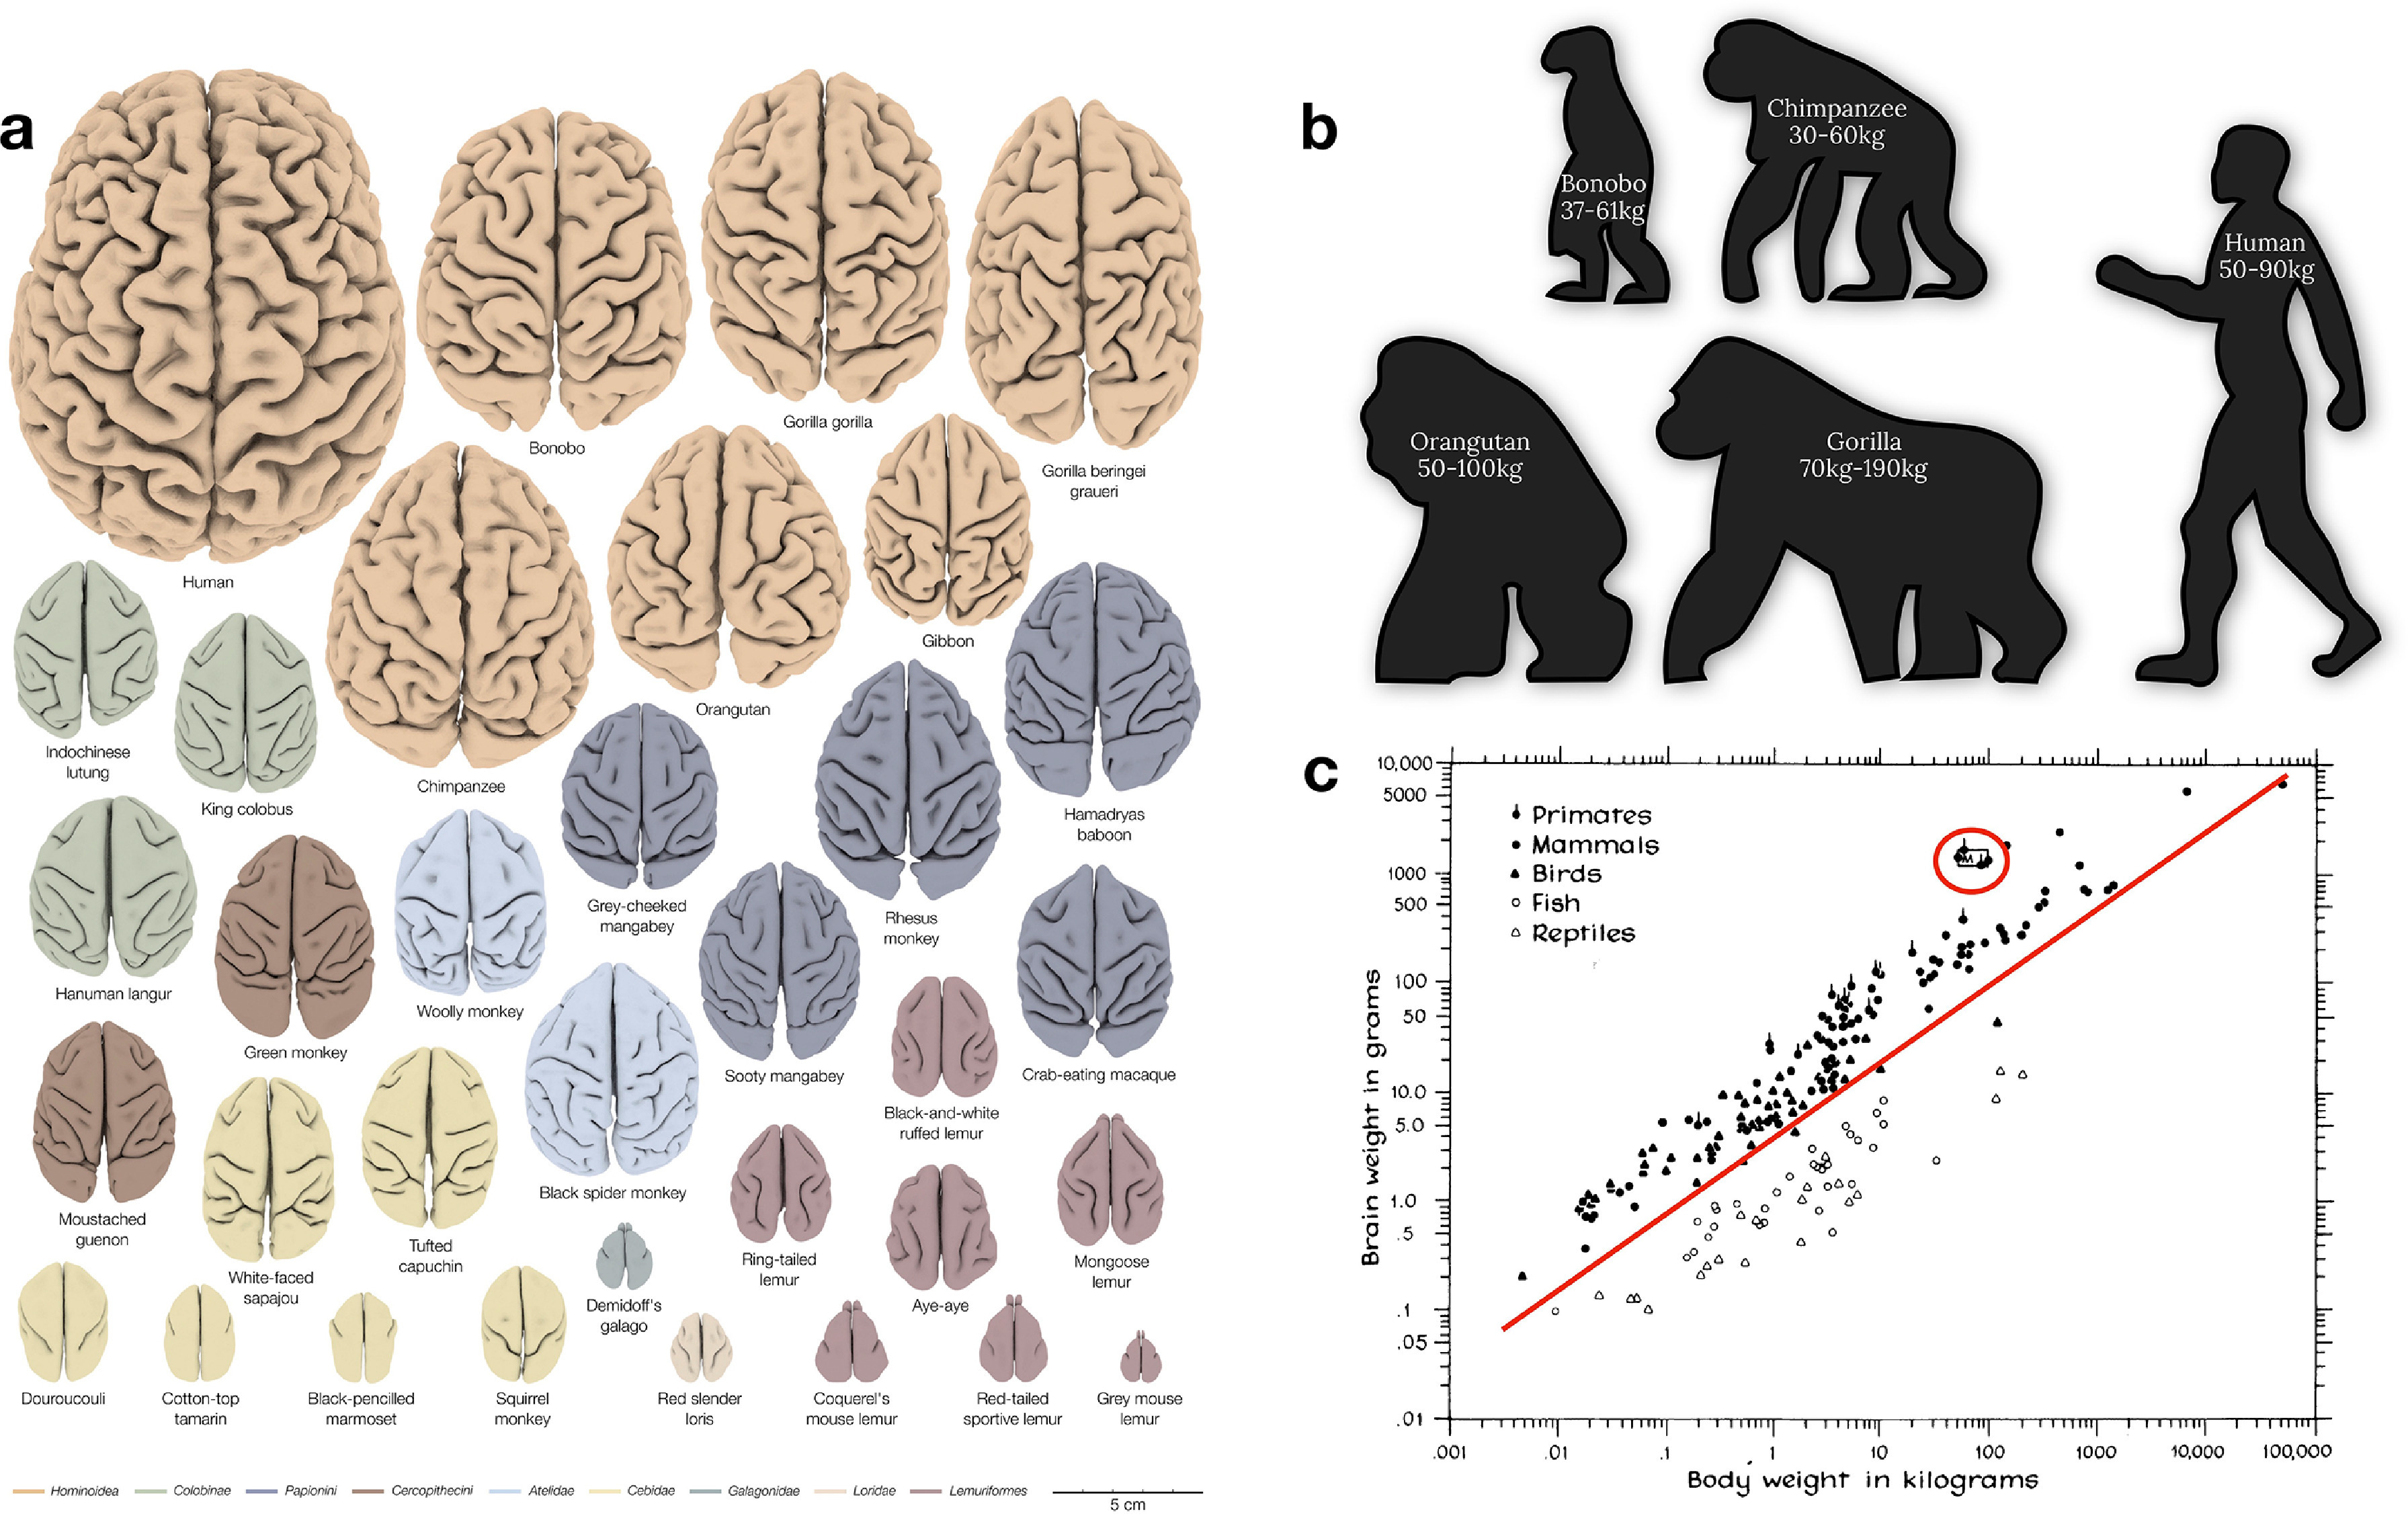 a
Human
Bonobo
Gorilla gorilla
Gorilla beringei
graueri
Chimpanzee
Orangutan
Gibbon
Indochinese
lutung
King colobus
Hamadryas
baboon
Hanuman langur
Green monkey
Woolly monkey
Grey-cheeked
mangabey
Rhesus
monkey
Moustached
guenon
White-faced
sapajou
Tufted
capuchin
Black spider monkey
Sooty mangabey
Black-and-white
ruffed lemur
Crab-eating macaque
Demidoff's
galago
Ring-tailed
lemur
Aye-aye
Mongoose
lemur
Douroucouli
Cotton-top
tamarin
Black-pencilled
marmoset
Squirrel
monkey
Red slender
loris
Coquerel's
mouse lemur
Red-tailed
sportive lemur
Grey mouse
lemur
Hominoidea Colobinae Papionini Cercopithecini Atelidae Cebidae Galagonidae Loridae Lemuriformes
5 cm
b
Bonobo
37-61kg
Chimpanzee
30-60kg
Human
50-90kg
Orangutan
50-100kg
Gorilla
70kg-190kg
c
Primates
Mammals
Birds
Fish
Reptiles
M
Brain weight in grams
10,000
5000
1000
500
100
50
10.0
5.0
1.0
.5
.1
.05
.01
.001 .01 .1 1 10 100 1000 10,000 100,000
Body weight in kilograms